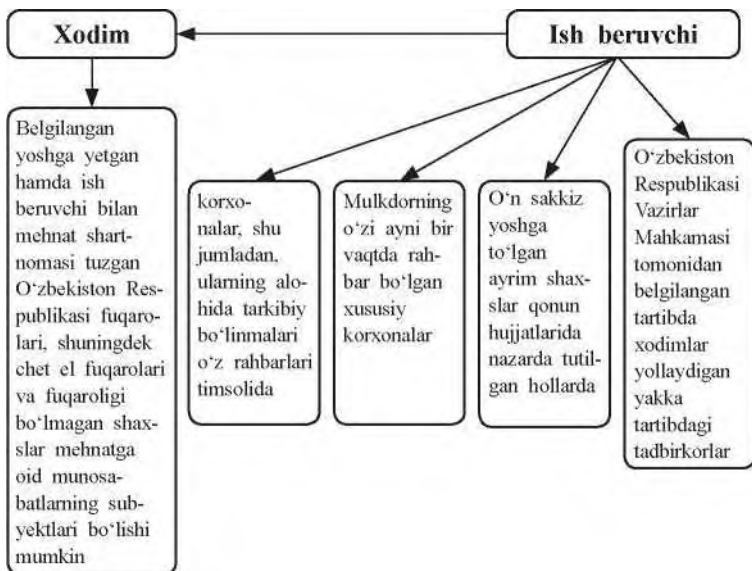 Xodim
Ish beruvchi
Belgilangan
yoshga yetgan
hamda ish
beruvchi bilan
mehnat shart-
nomasi tuzgan
O‘zbekiston Res-
publikasi fuqaro-
lari, shuningdek
chet el fuqarolari
va fuqaroligi
bo‘lmagan shax-
slar mehnatga
oid munosa-
batlarning sub-
yektlari bo‘lishi
mumkin
korxo-
nalar, shu
jumladan,
ularning alo-
hida tarkibiy
bo‘linmalari
o‘z rahbarlari
timsolida
Mulkdorning
o‘zi ayni bir
vaqtda rah-
bar bo‘lgan
xususiy
korxonalar
O‘n sakkiz
yoshga
to‘lgan
ayrim shax-
slar qonun
hujjatlarida
nazarda tutil-
gan hollarda
O‘zbekiston
Respublikasi
Vazirlar
Mahkamasi
tomonidan
belgilangan
tartibda
xodimlar
yollaydigan
yakka
tartibdagi
tadbirkorlar